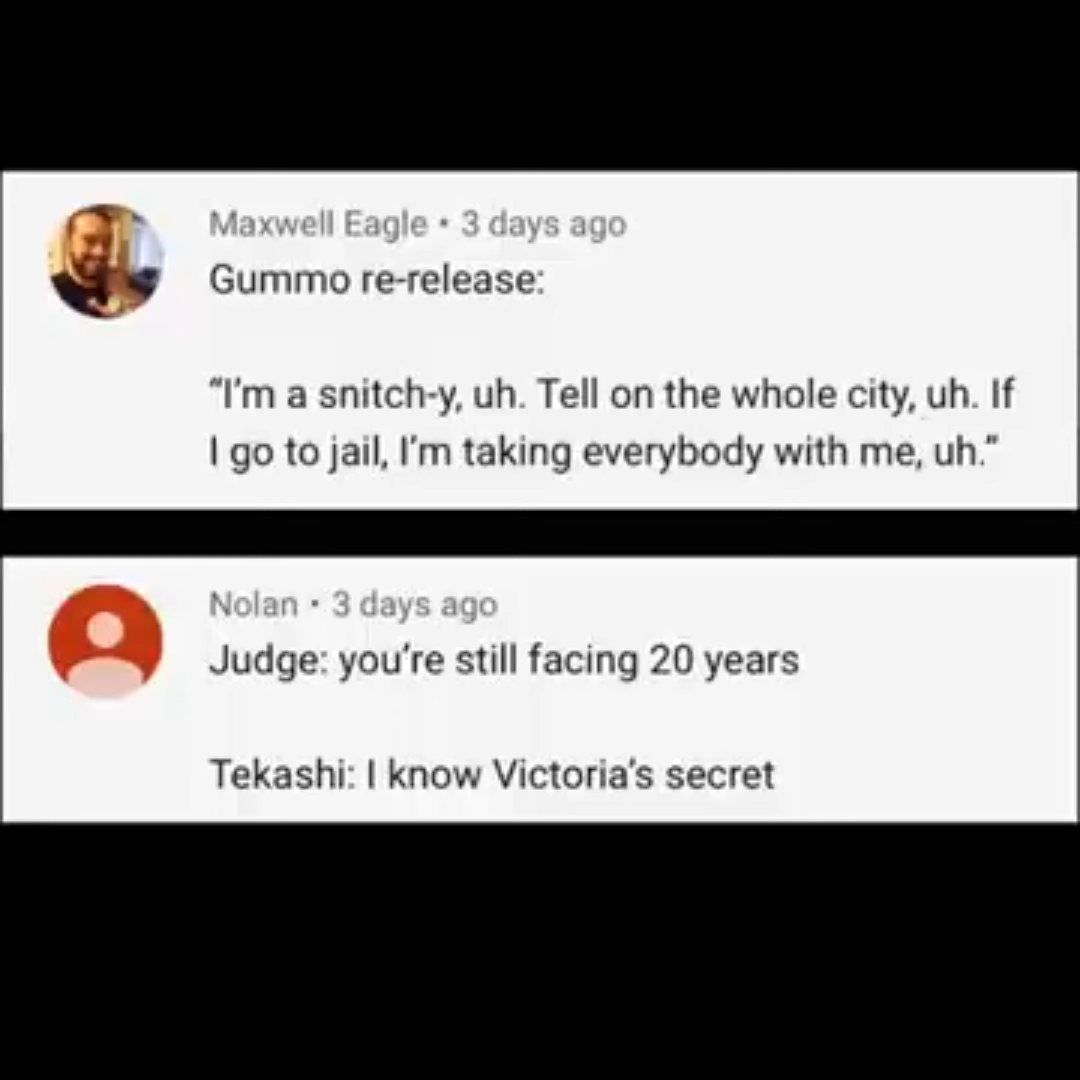 Maxwell Eagle • 3 days ago
Gummo re-release:
“I’m a snitch-y, uh. Tell on the whole city, uh. If
I go to jail, I’m taking everybody with me, uh.”
Nolan • 3 days ago
Judge: you’re still facing 20 years
Tekashi: I know Victoria’s secret